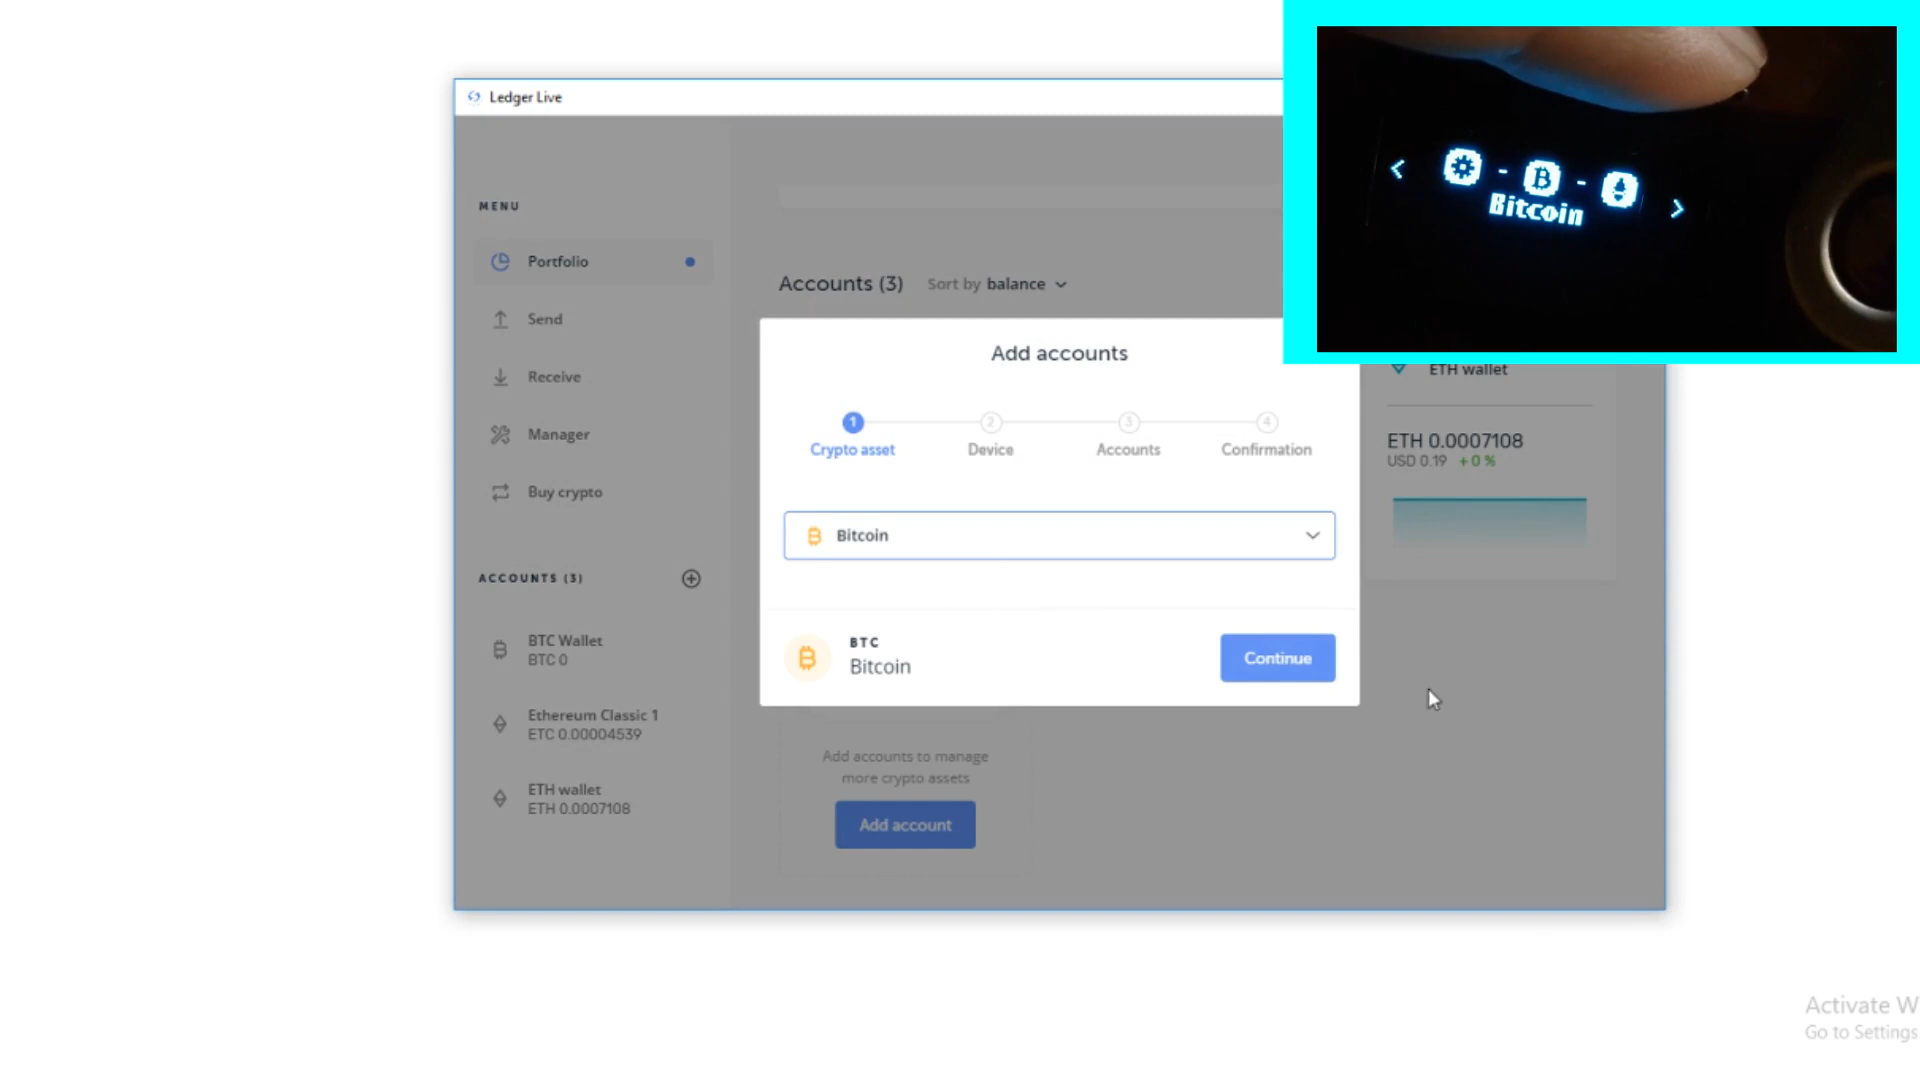 Ledger Live
Bitcoin
MENU
Portfolio
Send
Receive
Manager
Buy crypto
ACCOUNTS (3)
BTC Wallet
BTC 0
Ethereum Classic 1
ETC 0.00004539
ETH wallet
ETH 0.0007108
Accounts (3) Sort by balance
Add accounts
1 2 3 4
Crypto asset Device Accounts Confirmation
Bitcoin
BTC
Bitcoin
Continue
ETH wallet
ETH 0.0007108
USD 0.19 +0 %
Add accounts to manage
more crypto assets
Add account
Activate W
Go to Settings